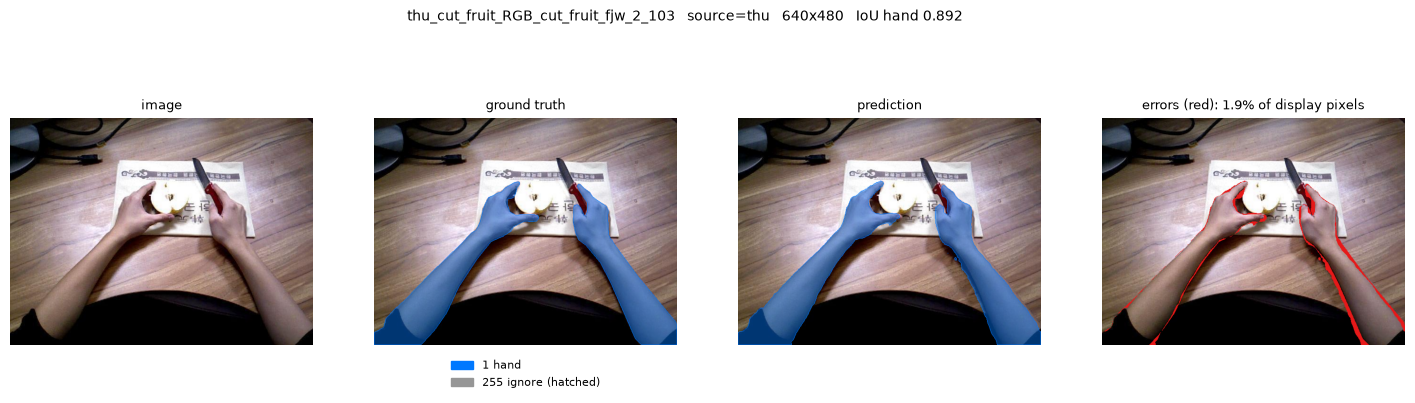 thu_cut_fruit_RGB_cut_fruit_fjw_2_103 source=thu 640x480 IoU hand 0.892
image
ground truth
prediction
errors (red): 1.9% of display pixels
1 hand
255 ignore (hatched)